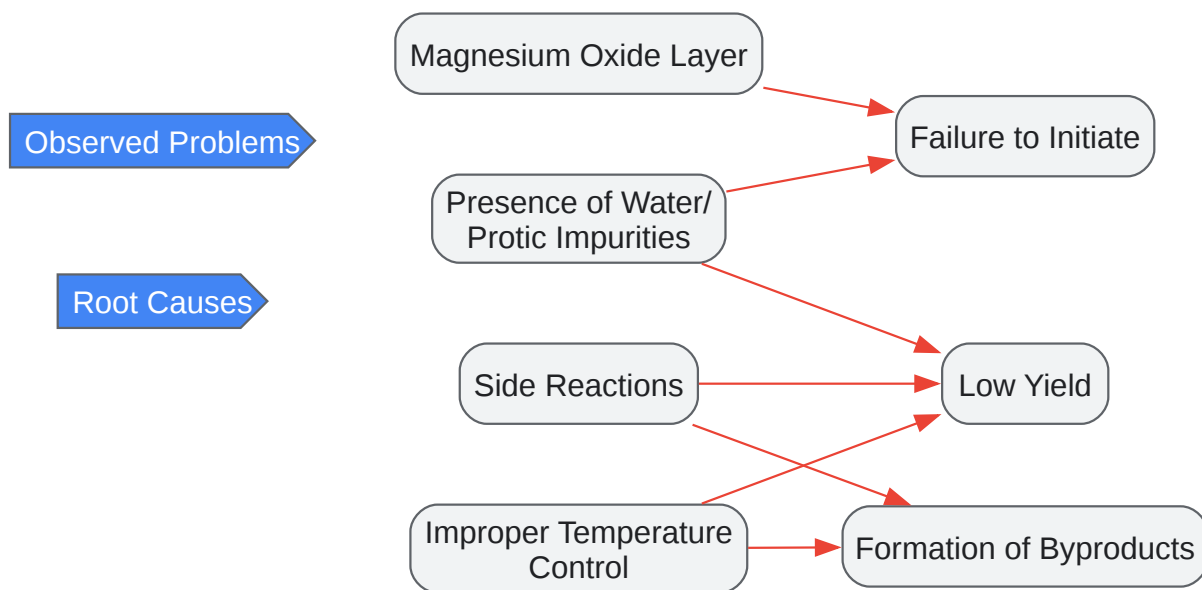 Observed Problems
Root Causes
Magnesium Oxide Layer
Presence of Water/
Protic Impurities
Side Reactions
Improper Temperature
Control
Failure to Initiate
Low Yield
Formation of Byproducts